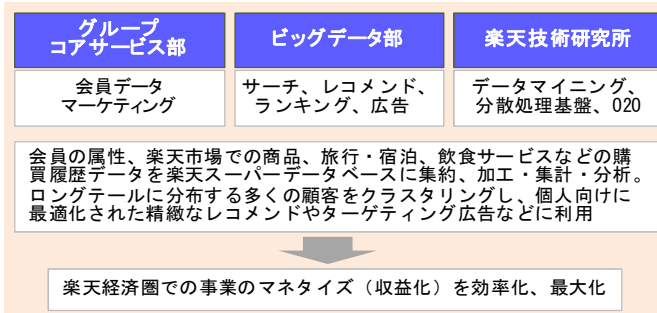 グループ
コアサービス部
ビッグデータ部
楽天技術研究所
会員データ
マーケティング
サーチ、レコメンド、
ランキング、広告
データマイニング、
分散処理基盤、O2O
会員の属性、楽天市場での商品、旅行・宿泊、飲食サービスなどの購
買履歴データを楽天スーパーデータベースに集約、加工・集計・分析。
ロングテールに分布する多くの顧客をクラスタリングし、個人向けに
最適化された精緻なレコメンドやターゲティング広告などに利用
楽天経済圏での事業のマネタイズ（収益化）を効率化、最大化